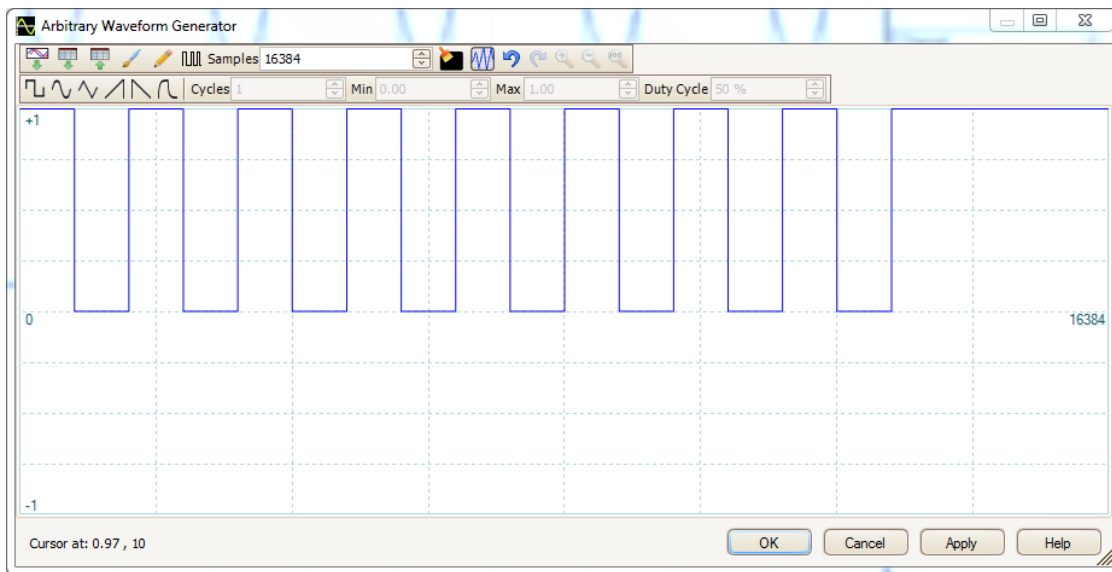 Arbitrary Waveform Generator
Samples 16384
Cycles 1 Min 0.00 Max 1.00 Duty Cycle 50 %
+1
0 16384
-1
Cursor at: 0.97 , 10 OK Cancel Apply Help